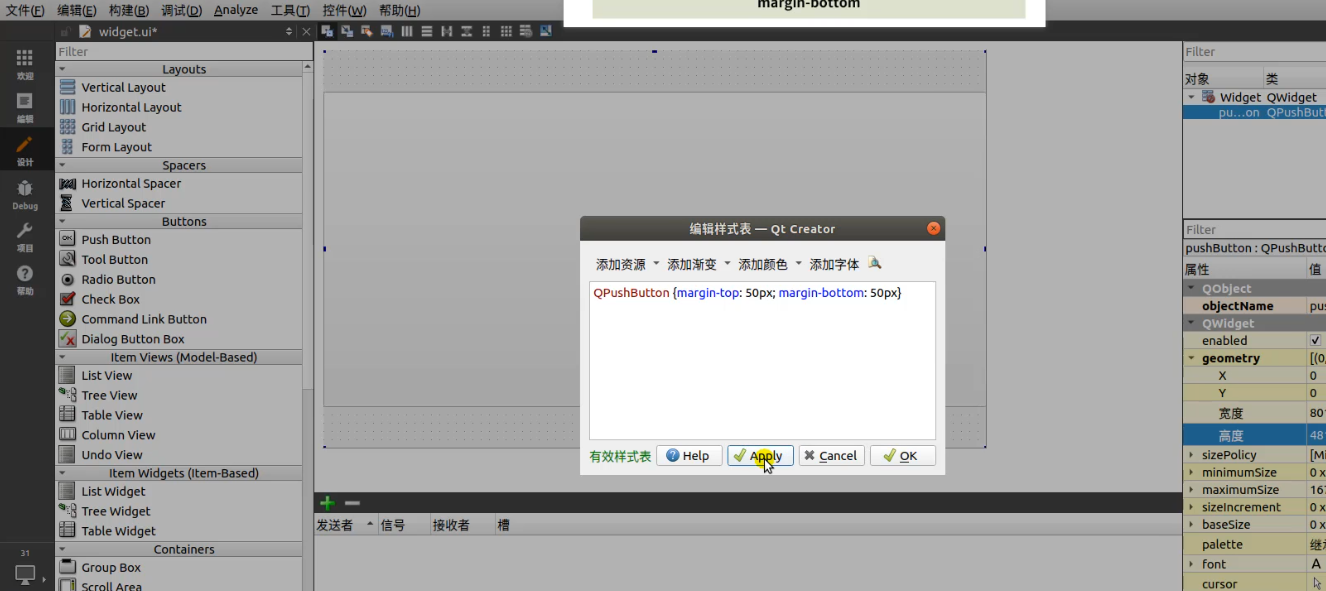 文件(F) 编辑(E) 构建(B) 调试(D) Analyze 工具(T) 控件(W) 帮助(H)
margin-bottom
widget.ui*
Filter
Layouts
Vertical Layout
Horizontal Layout
Grid Layout
Form Layout
Spacers
Horizontal Spacer
Vertical Spacer
Buttons
Push Button
Tool Button
Radio Button
Check Box
Command Link Button
Dialog Button Box
Item Views (Model-Based)
List View
Tree View
Table View
Column View
Undo View
Item Widgets (Item-Based)
List Widget
Tree Widget
Table Widget
Containers
Group Box
Scroll Area
欢迎
编辑
设计
Debug
项目
帮助
31
编辑样式表 — Qt Creator
添加资源 添加渐变 添加颜色 添加字体
QPushButton {margin-top: 50px; margin-bottom: 50px}
有效样式表 Help Apply Cancel OK
发送者 信号 接收者 槽
Filter
对象 类
Widget QWidget
pu...on QPushButt
Filter
pushButton : QPushButto
属性 值
QObject
objectName pus
QWidget
enabled
geometry [(0,
X 0
Y 0
宽度 80
高度 48
sizePolicy [Mi
minimumSize 0 x
maximumSize 167
sizeIncrement 0 x
baseSize 0 x
palette 继
font A
cursor